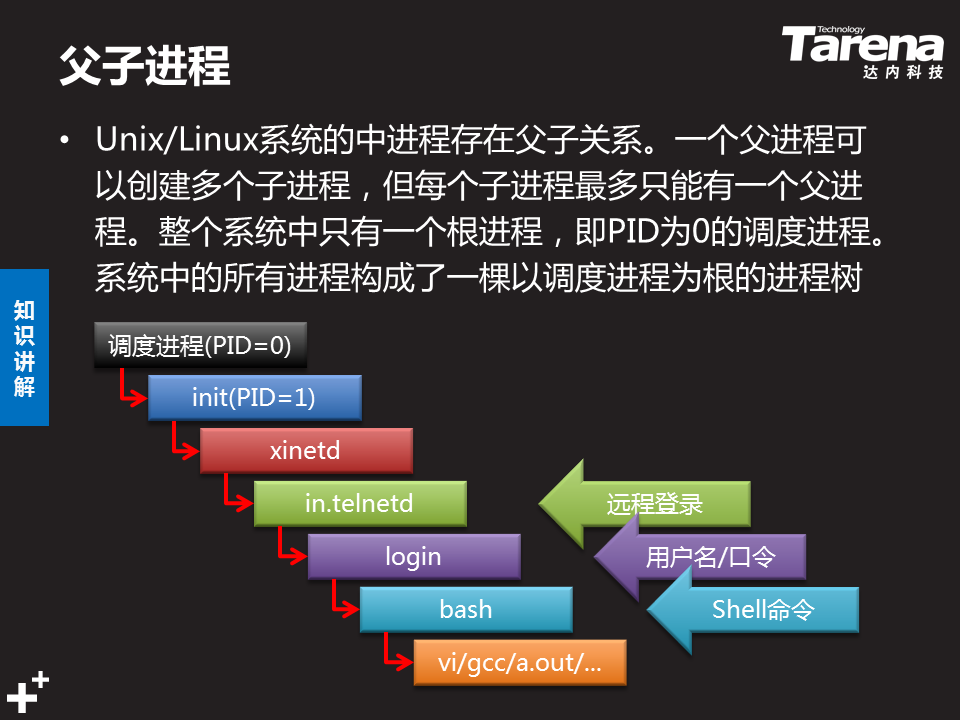 父子进程
Technology
Tarena
达内科技
• Unix/Linux系统的中进程存在父子关系。一个父进程可
以创建多个子进程，但每个子进程最多只能有一个父进
程。整个系统中只有一个根进程，即PID为0的调度进程。
系统中的所有进程构成了一棵以调度进程为根的进程树
知识讲解
调度进程(PID=0)
init(PID=1)
xinetd
in.telnetd
远程登录
login
用户名/口令
bash
Shell命令
vi/gcc/a.out/...